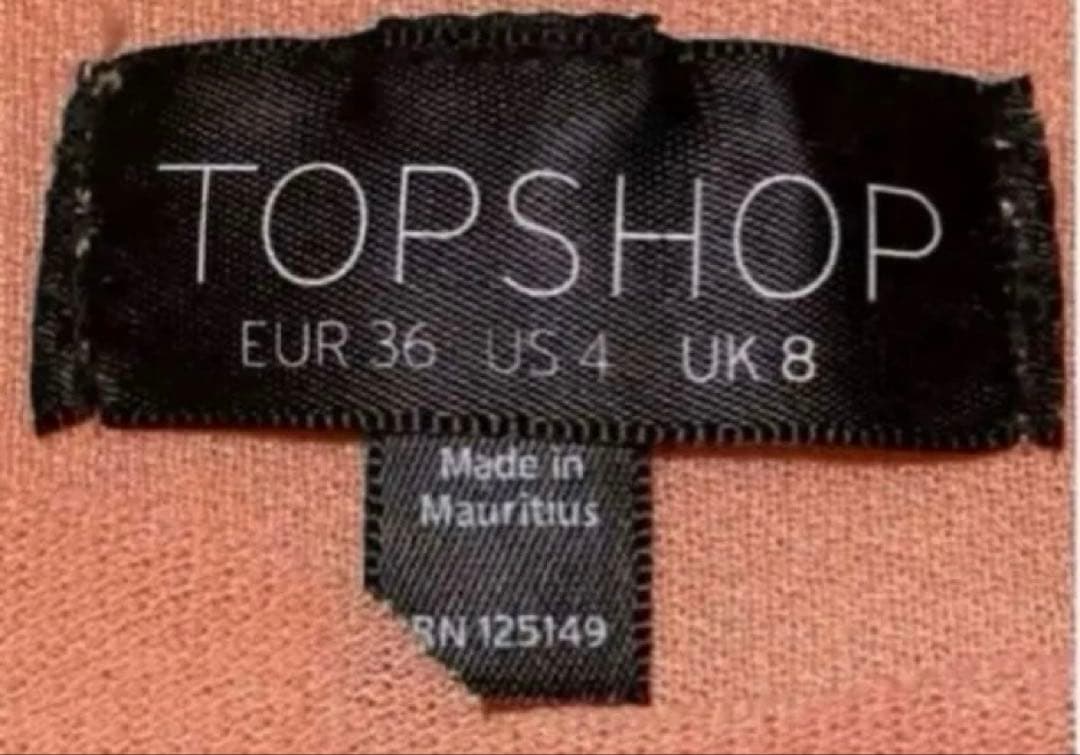 TOPSHOP
EUR 36 US 4 UK 8
Made in
Mauritius
RN 125149